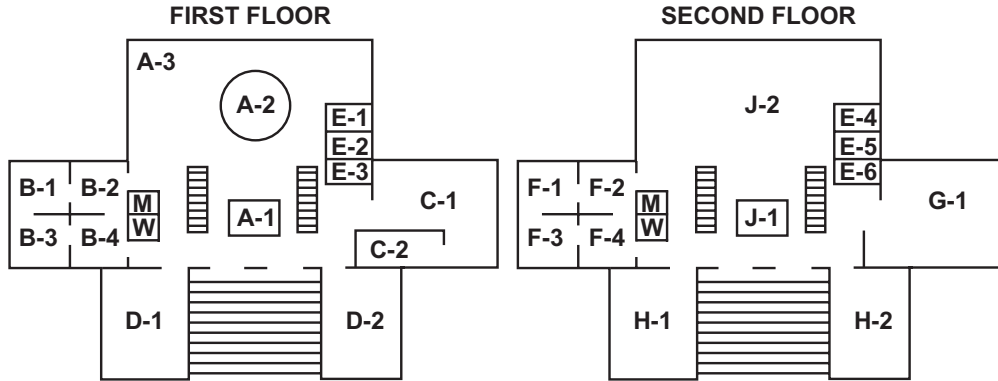 FIRST FLOOR
A-3
A-2
E-1
E-2
E-3
B-1 B-2
M
W
A-1
C-1
B-3 B-4
C-2
D-1
D-2
SECOND FLOOR
J-2
E-4
E-5
E-6
F-1 F-2
M
W
J-1
G-1
F-3 F-4
H-1
H-2